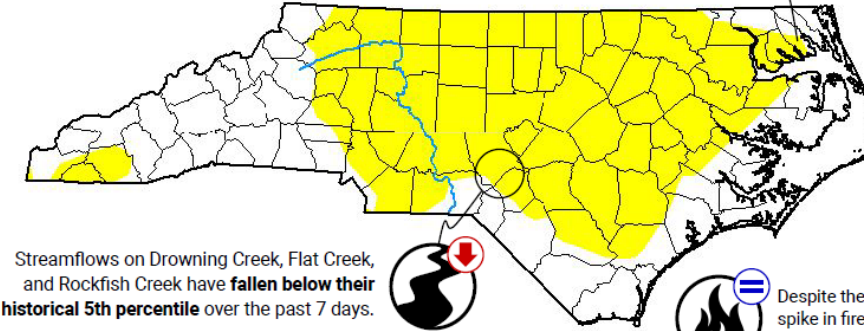 Streamflows on Drowning Creek, Flat Creek,
and Rockfish Creek have fallen below their
historical 5th percentile over the past 7 days.
Despite the
spike in fire